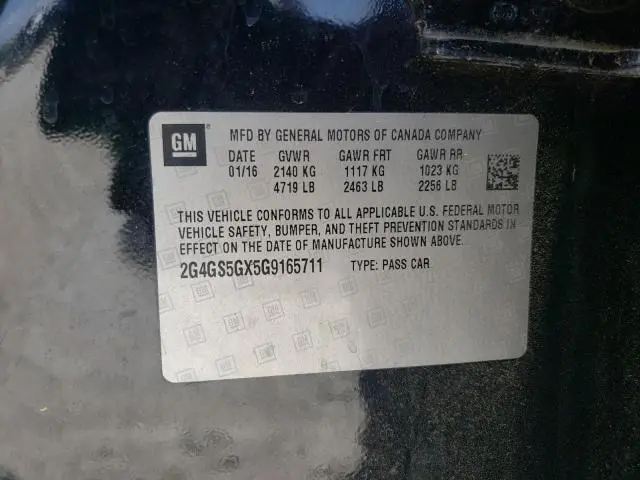 GM
MFD BY GENERAL MOTORS OF CANADA COMPANY
DATE GVWR GAWR FRT GAWR RR
01/16 2140 KG 1117 KG 1023 KG
4719 LB 2463 LB 2256 LB
THIS VEHICLE CONFORMS TO ALL APPLICABLE U.S. FEDERAL MOTOR
VEHICLE SAFETY, BUMPER, AND THEFT PREVENTION STANDARDS IN
EFFECT ON THE DATE OF MANUFACTURE SHOWN ABOVE.
2G4GS5GX5G9165711 TYPE: PASS CAR